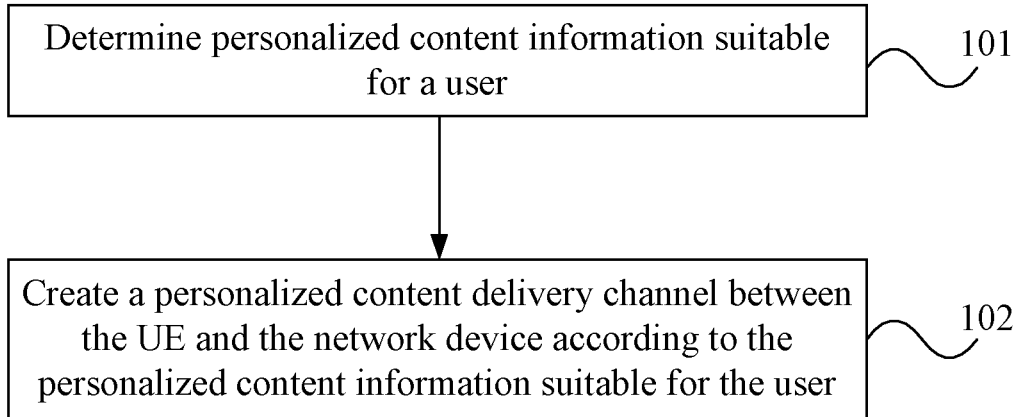 Determine personalized content information suitable
for a user
101
Create a personalized content delivery channel between
the UE and the network device according to the
personalized content information suitable for the user
102